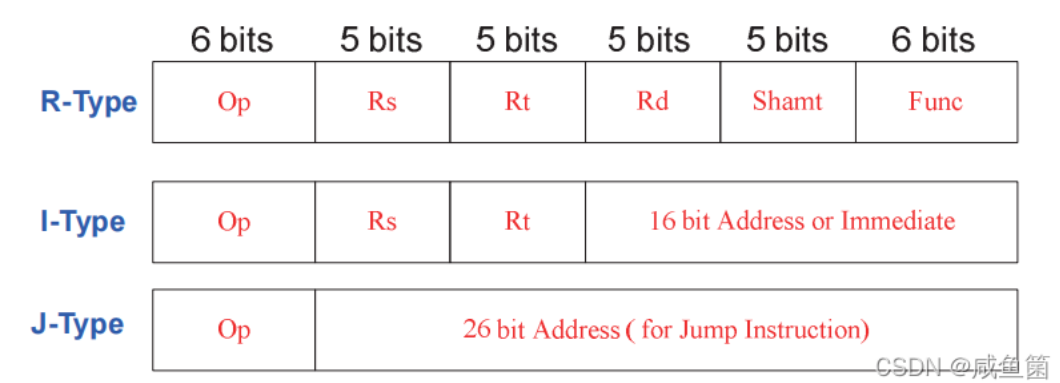 6 bits 5 bits 5 bits 5 bits 5 bits 6 bits
R-Type Op Rs Rt Rd Shamt Func
I-Type Op Rs Rt 16 bit Address or Immediate
J-Type Op 26 bit Address ( for Jump Instruction)
CSDN @咸鱼箘